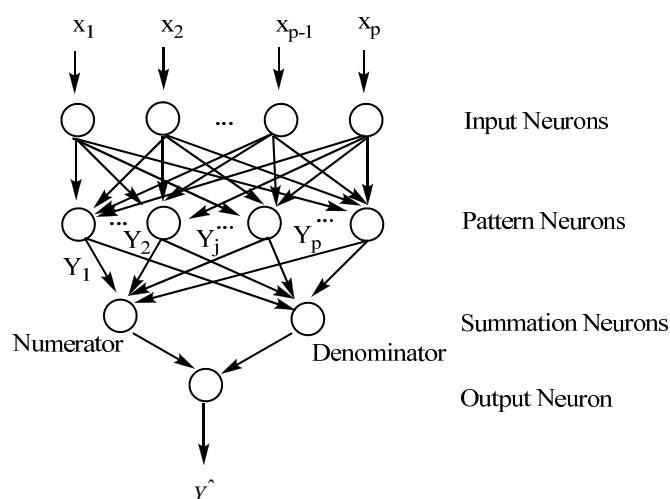 x1 x2 xp-1 xp
... Input Neurons
... ... ... Pattern Neurons
Y1 Y2 Yj Yp
Summation Neurons
Numerator Denominator
Output Neuron
Y^